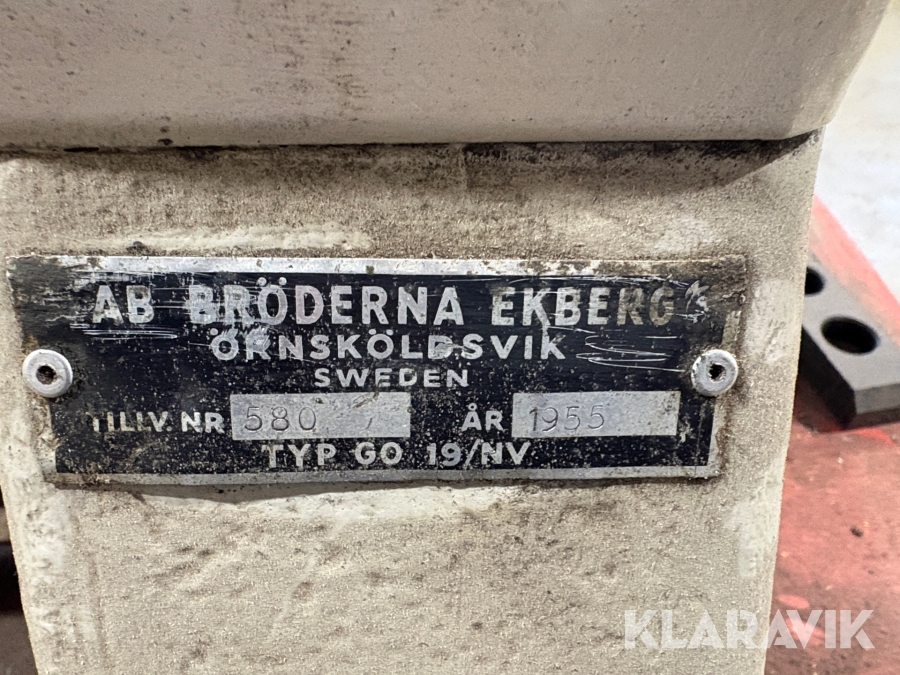 AB BRÖDERNA EKBERG
ÖRNSKÖLDSVIK
SWEDEN
TILLV. NR 580 ÅR 1955
TYP GO 19/NV
KLARAVIK